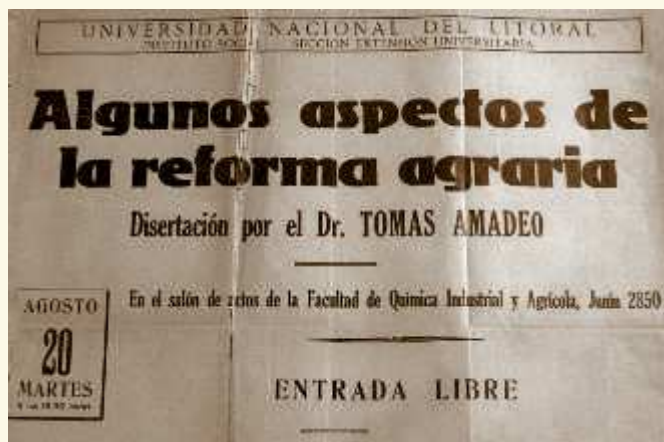 UNIVERSIDAD NACIONAL DEL LITORAL
INSTITUTO SOCIAL SECCION EXTENSION UNIVERSITARIA
Algunos aspectos de
la reforma agraria
Disertación por el Dr. TOMAS AMADEO
En el salón de actos de la Facultad de Química Industrial y Agrícola, Junín 2850
AGOSTO
20
MARTES
ENTRADA LIBRE